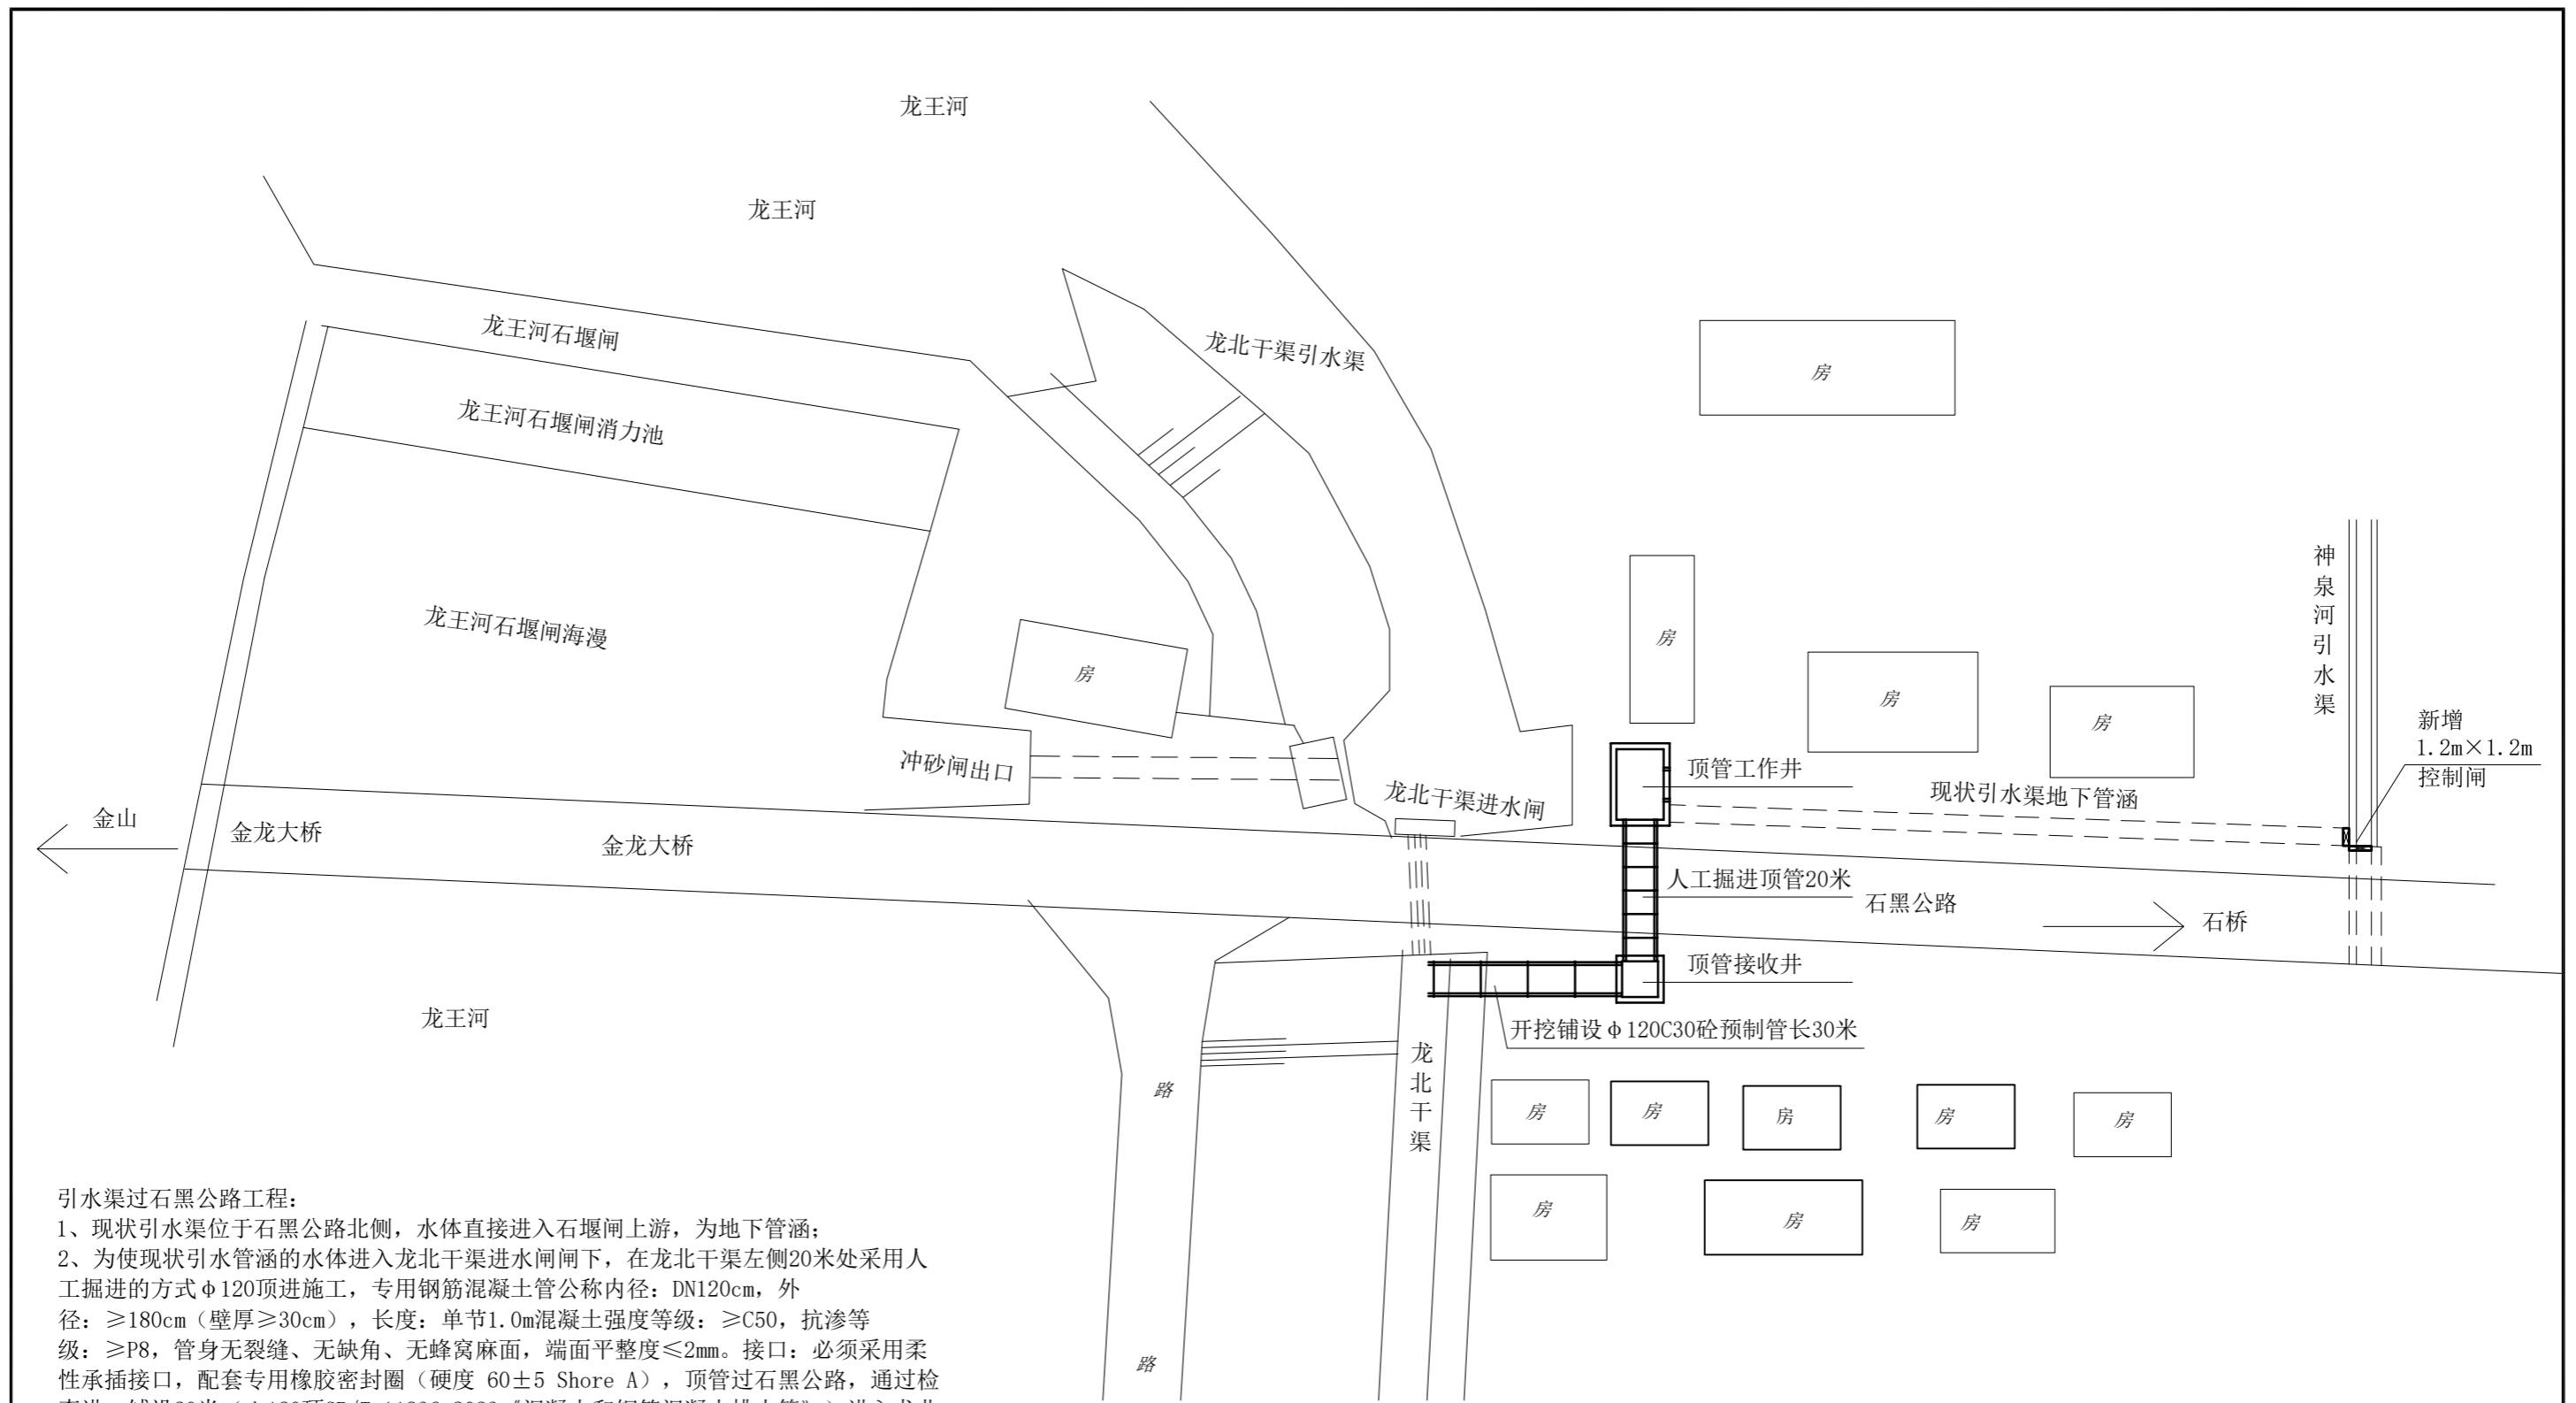 龙王河
龙王河
龙王河石堰闸
龙北干渠引水渠
房
龙王河石堰闸消力池
神泉河引水渠
龙王河石堰闸海漫
房
房
房
房
新增
1.2m×1.2m
控制闸
冲砂闸出口
顶管工作井
龙北干渠进水闸
现状引水渠地下管涵
金山
金龙大桥
金龙大桥
人工掘进顶管20米
石黑公路
石桥
顶管接收井
龙王河
开挖铺设φ120C30砼预制管长30米
龙北干渠
路
房
房
房
房
房
房
房
房
路
引水渠过石黑公路工程：
1、现状引水渠位于石黑公路北侧，水体直接进入石堰闸上游，为地下管涵；
2、为使现状引水管涵的水体进入龙北干渠进水闸闸下，在龙北干渠左侧20米处采用人
工掘进的方式φ120顶进施工，专用钢筋混凝土管公称内径：DN120cm，外
径：≥180cm（壁厚≥30cm），长度：单节1.0m混凝土强度等级：≥C50，抗渗等
级：≥P8，管身无裂缝、无缺角、无蜂窝麻面，端面平整度≤2mm。接口：必须采用柔
性承插接口，配套专用橡胶密封圈（硬度 60±5 Shore A），顶管过石黑公路，通过检